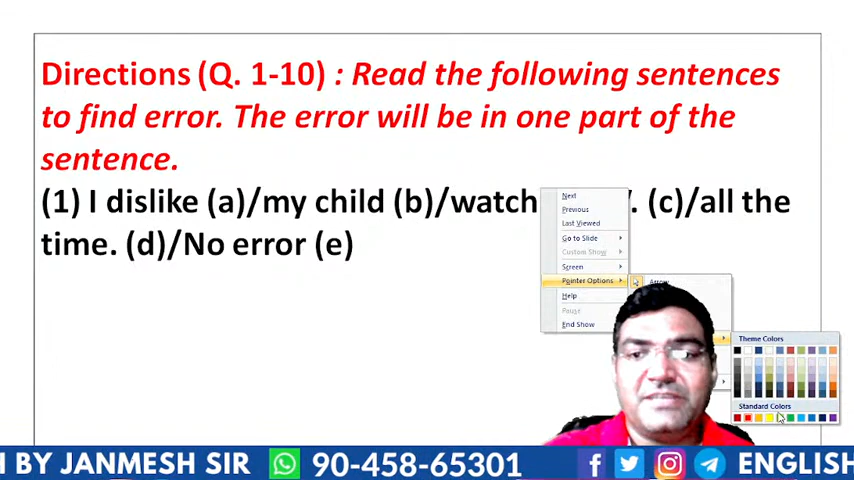 Directions (Q. 1-10) : Read the following sentences
to find error. The error will be in one part of the
sentence.
(1) I dislike (a)/my child (b)/watch . (c)/all the
time. (d)/No error (e)
Next
Previous
Last Viewed
Go to Slide
Custom Show
Screen
Pointer Options
Help
Pause
End Show
Theme Colors
Standard Colors
BY JANMESH SIR 90-458-65301 ENGLISH